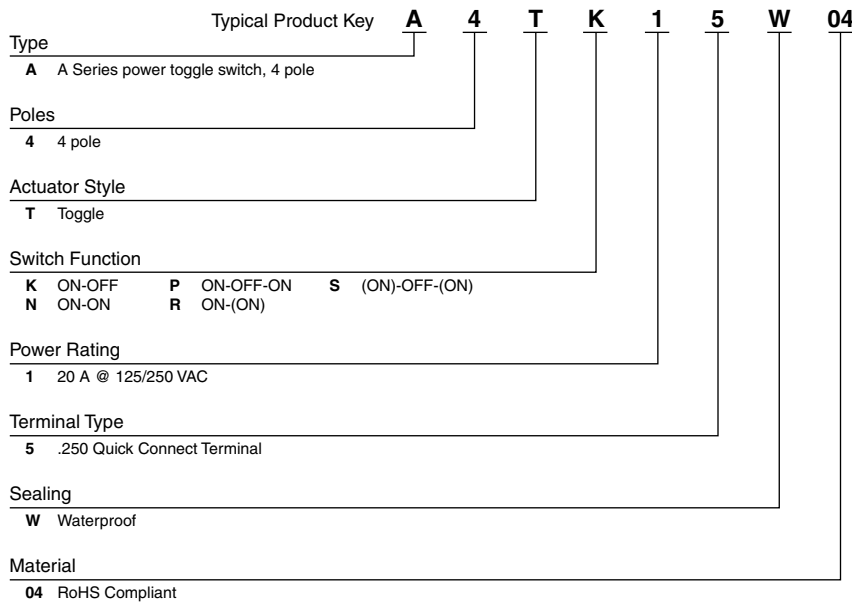 Typical Product Key A 4 T K 1 5 W 04
Type
A A Series power toggle switch, 4 pole
Poles
4 4 pole
Actuator Style
T Toggle
Switch Function
K ON-OFF P ON-OFF-ON S (ON)-OFF-(ON)
N ON-ON R ON-(ON)
Power Rating
1 20 A @ 125/250 VAC
Terminal Type
5 .250 Quick Connect Terminal
Sealing
W Waterproof
Material
04 RoHS Compliant